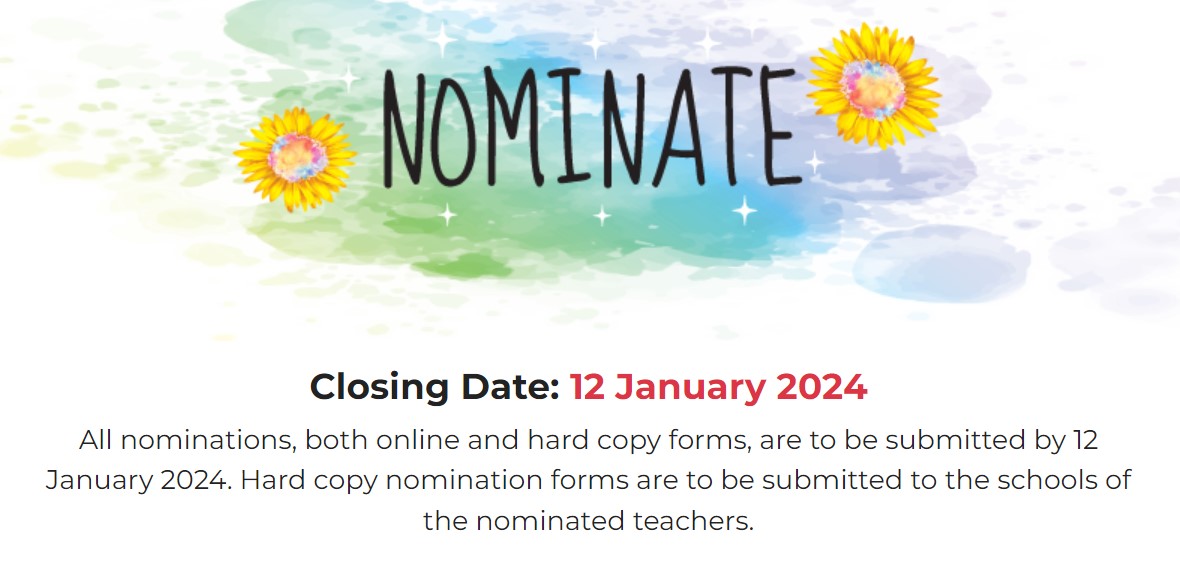 NOMINATE
Closing Date: 12 January 2024
All nominations, both online and hard copy forms, are to be submitted by 12
January 2024. Hard copy nomination forms are to be submitted to the schools of
the nominated teachers.